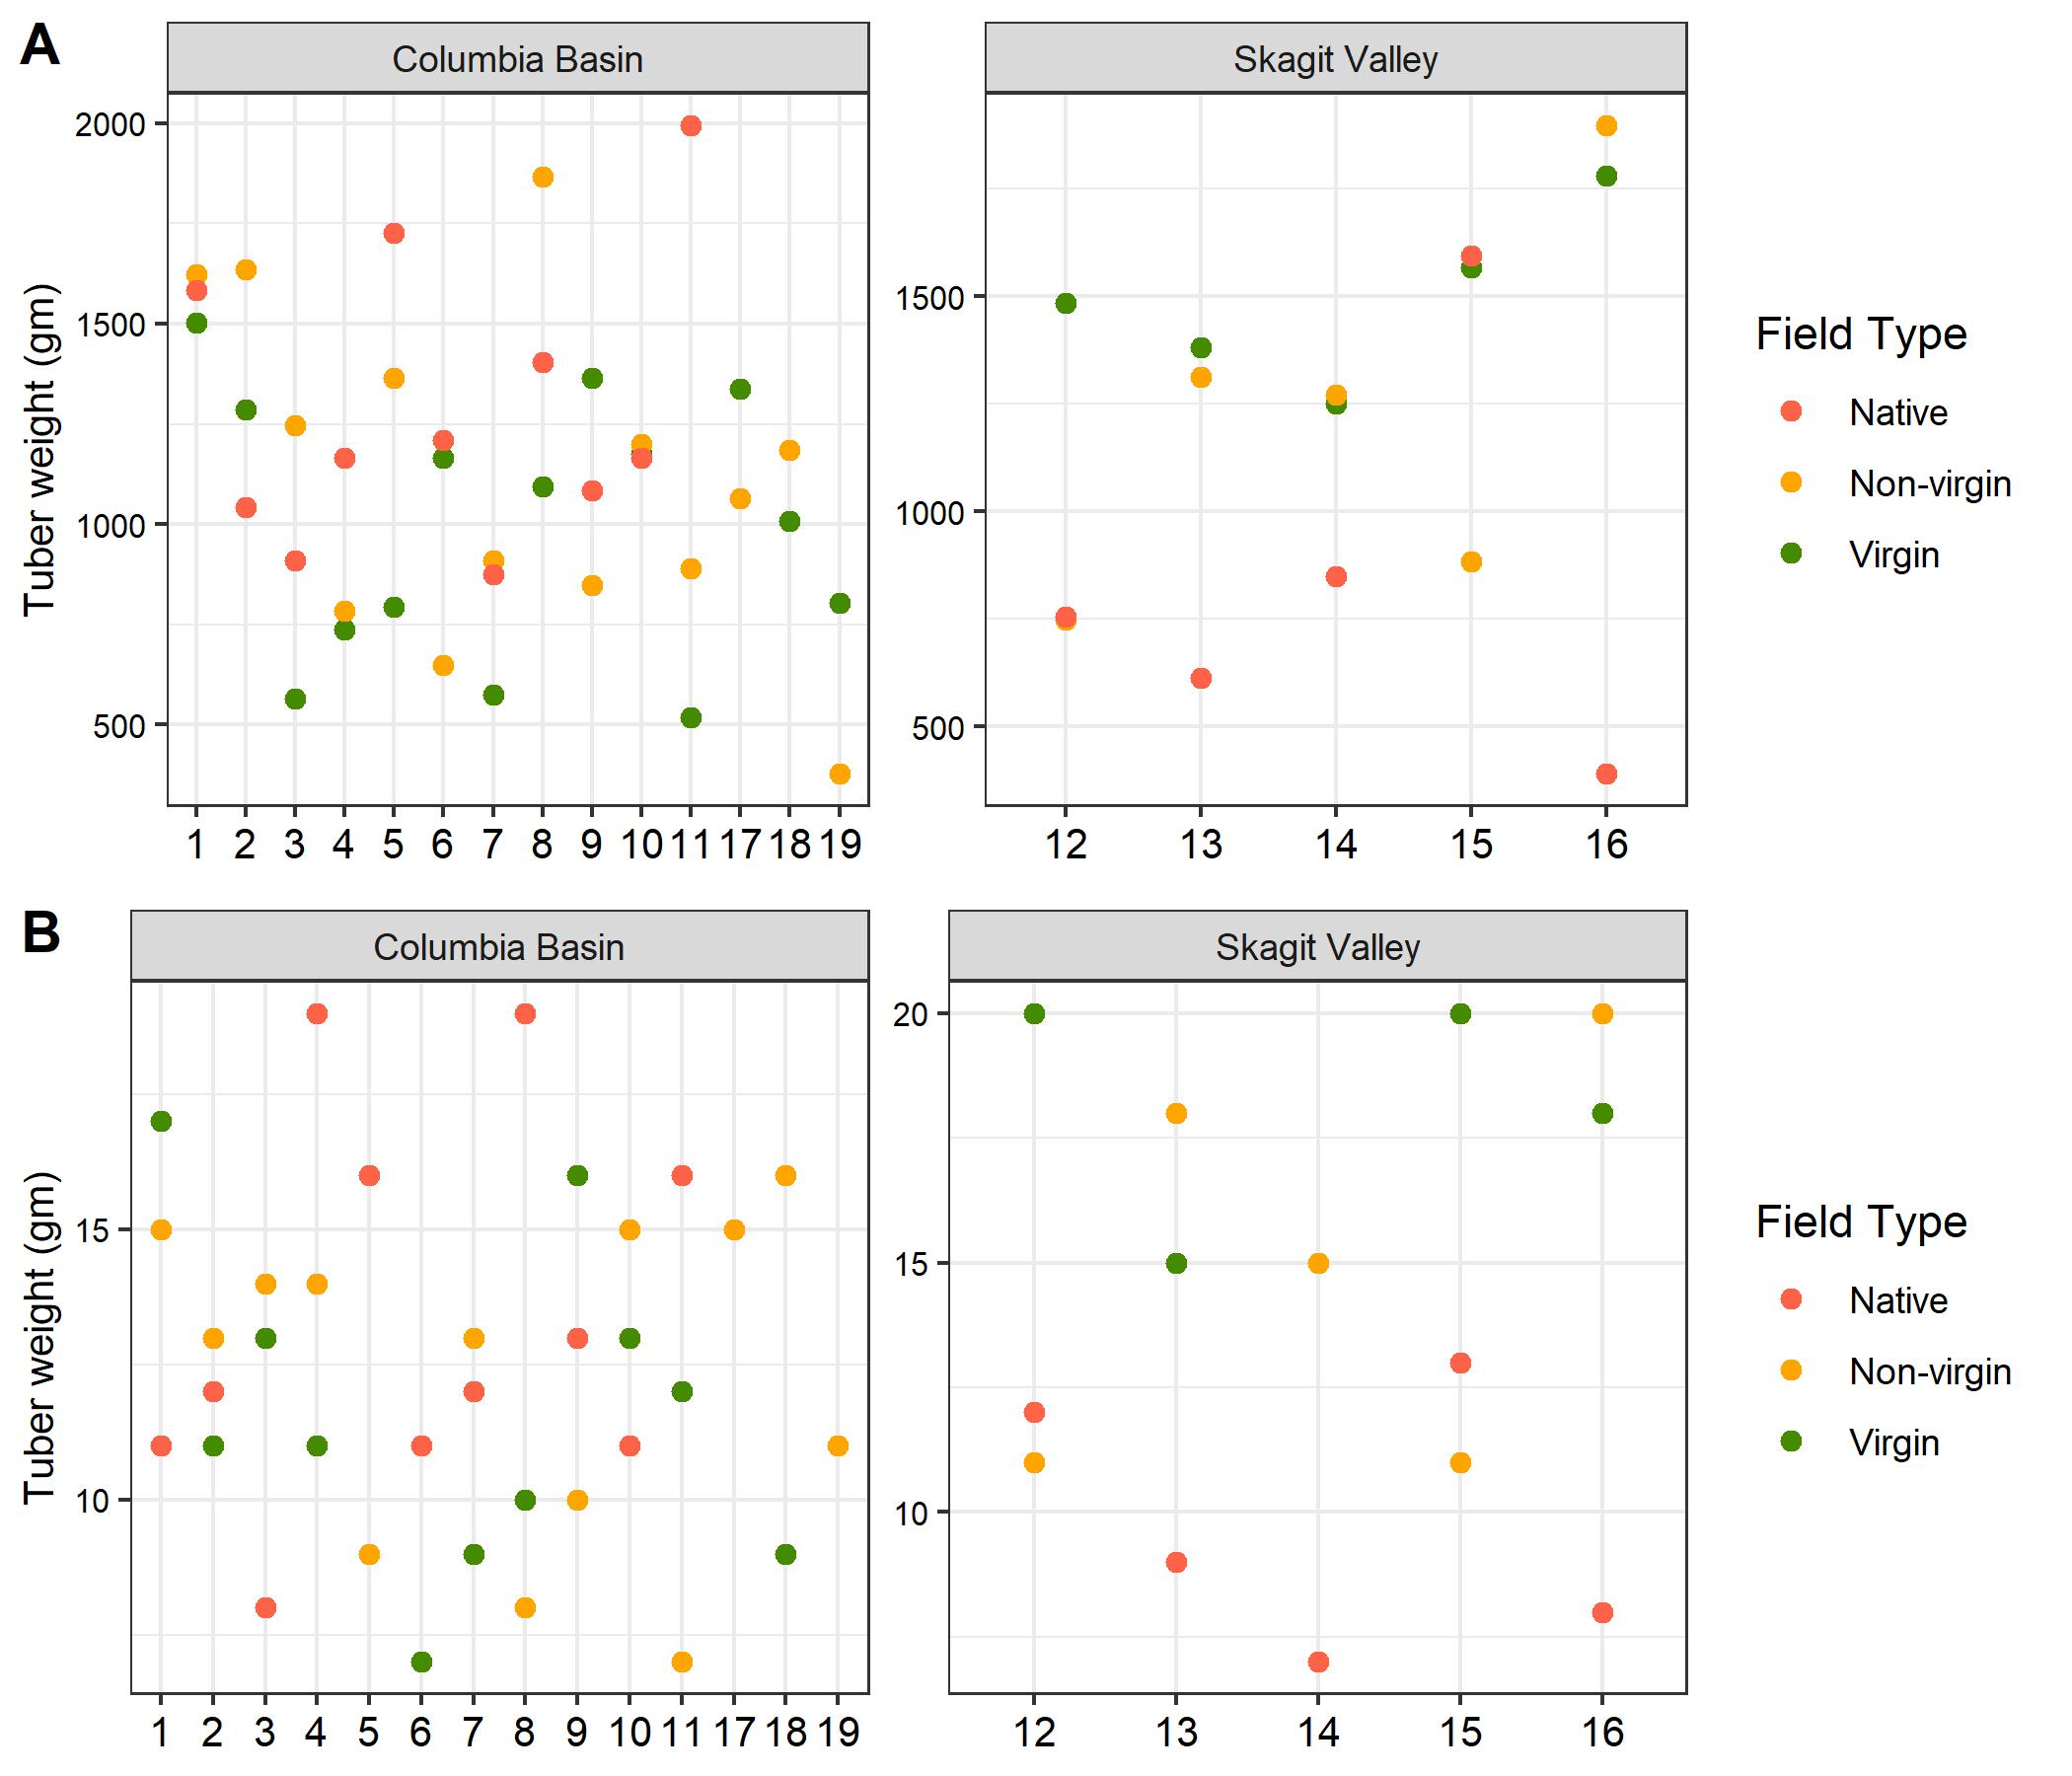 A
Columbia Basin
Skagit Valley
Tuber weight (gm)
2000
1500
1000
500
1500
1000
500
1 2 3 4 5 6 7 8 9 10 11 17 18 19
12 13 14 15 16
Field Type
Native
Non-virgin
Virgin
B
Columbia Basin
Skagit Valley
Tuber weight (gm)
15
10
20
15
10
1 2 3 4 5 6 7 8 9 10 11 17 18 19
12 13 14 15 16
Field Type
Native
Non-virgin
Virgin